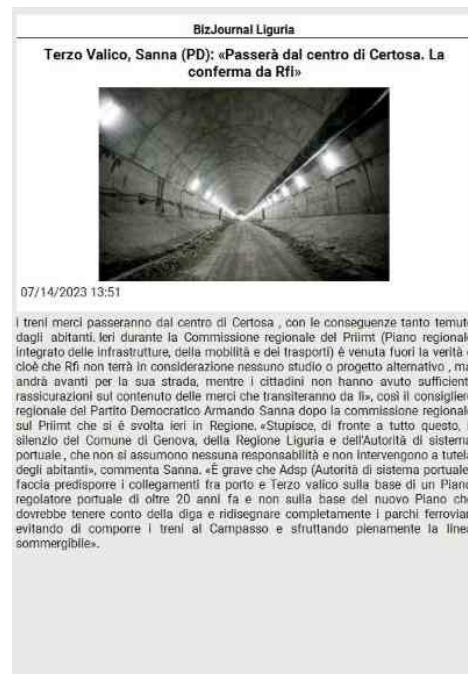 BizJournal Liguria
Terzo Valico, Sanna (PD): «Passerà dal centro di Certosa. La
conferma da Rfi»
07/14/2023 13:51
I treni merci passeranno dal centro di Certosa , con le conseguenze tanto temute
dagli abitanti. Ieri durante la Commissione regionale del Priimt (Piano regionale
integrato delle infrastrutture, della mobilità e dei trasporti) è venuta fuori la verità
cioè che Rfi non terrà in considerazione nessuno studio o progetto alternativo , ma
andrà avanti per la sua strada, mentre i cittadini non hanno avuto sufficient
rassicurazioni sul contenuto delle merci che transiteranno da lì», così il consigliere
regionale del Partito Democratico Armando Sanna dopo la commissione regionale
sul Priimt che si è svolta ieri in Regione. «Stupisce, di fronte a tutto questo,
silenzio del Comune di Genova, della Regione Liguria e dell'Autorità di sistema
portuale , che non si assumono nessuna responsabilità e non intervengono a tutela
degli abitanti», commenta Sanna. «È grave che Adsp (Autorità di sistema portuale
faccia predisporre i collegamenti fra porto e Terzo valico sulla base di un Piano
regolatore portuale di oltre 20 anni fa e non sulla base del nuovo Piano che
dovrebbe tenere conto della diga e ridisegnare completamente i parchi ferroviari
evitando di comporre i treni al Campasso e sfruttando pienamente la linea
sommergibile».